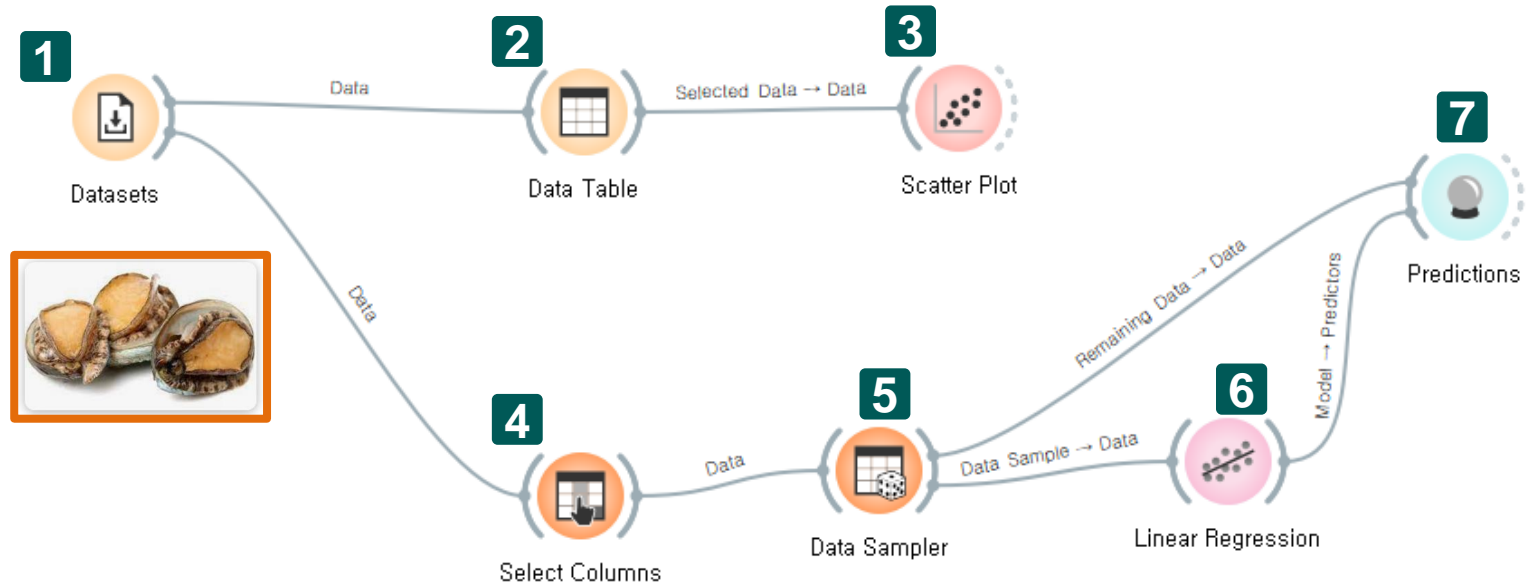 1
Datasets
Data
2
Data Table
Selected Data → Data
3
Scatter Plot
Data
4
Select Columns
Data
5
Data Sampler
Remaining Data → Data
Data Sample → Data
6
Linear Regression
Model → Predictors
7
Predictions